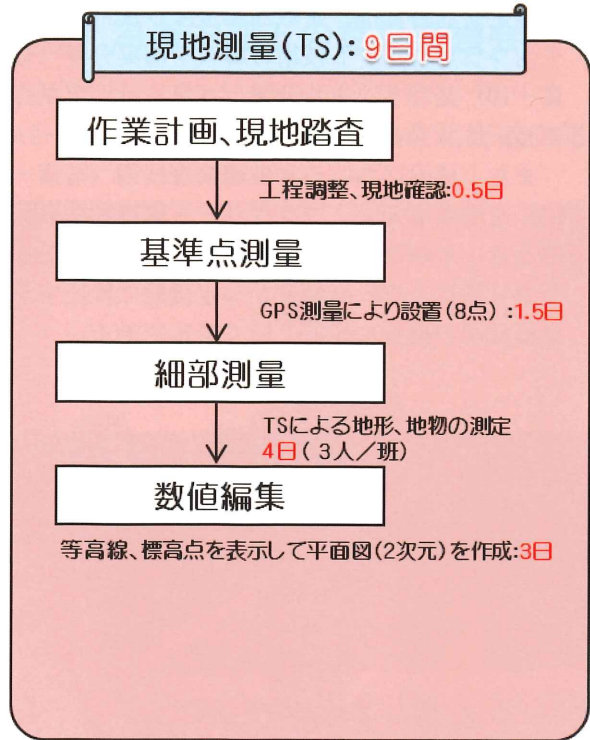 現地測量(TS):9日間
作業計画、現地踏査
工程調整、現地確認:0.5日
基準点測量
GPS測量により設置(8点):1.5日
細部測量
TSによる地形、地物の測定
4日(3人/班)
数値編集
等高線、標高点を表示して平面図(2次元)を作成:3日